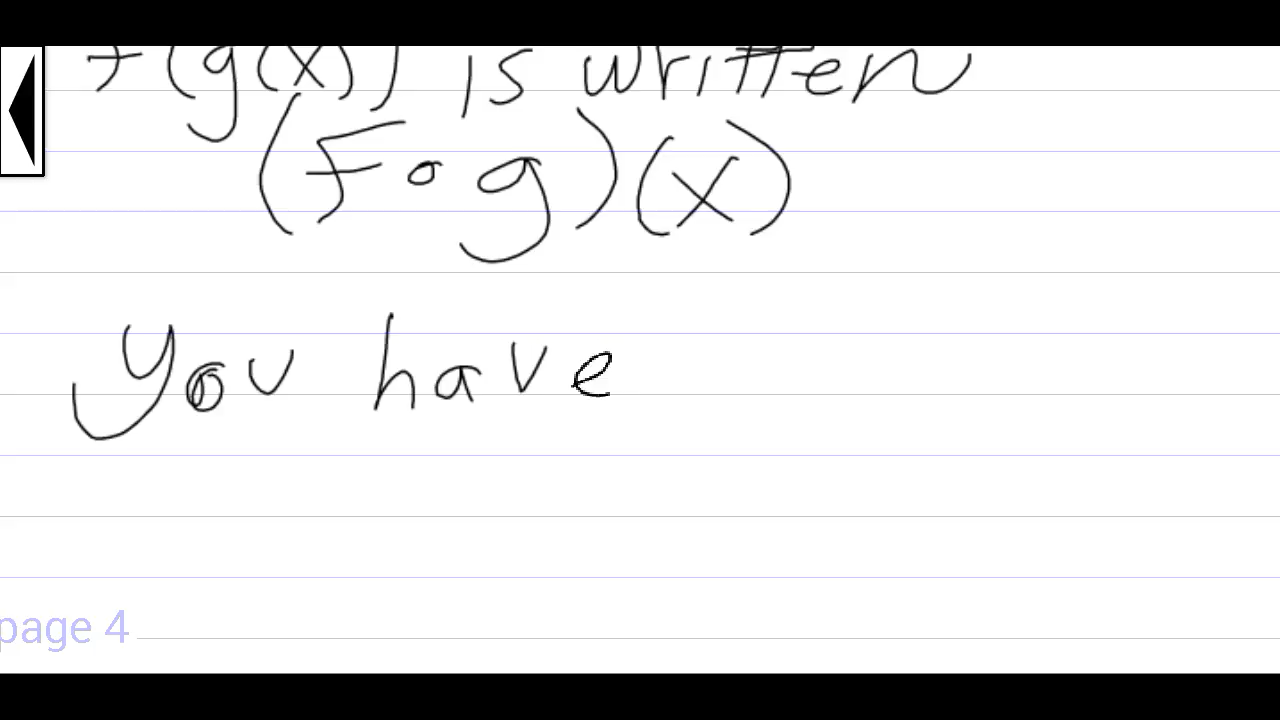 f(g(x)) is written
(F∘g)(x)
You have
page 4